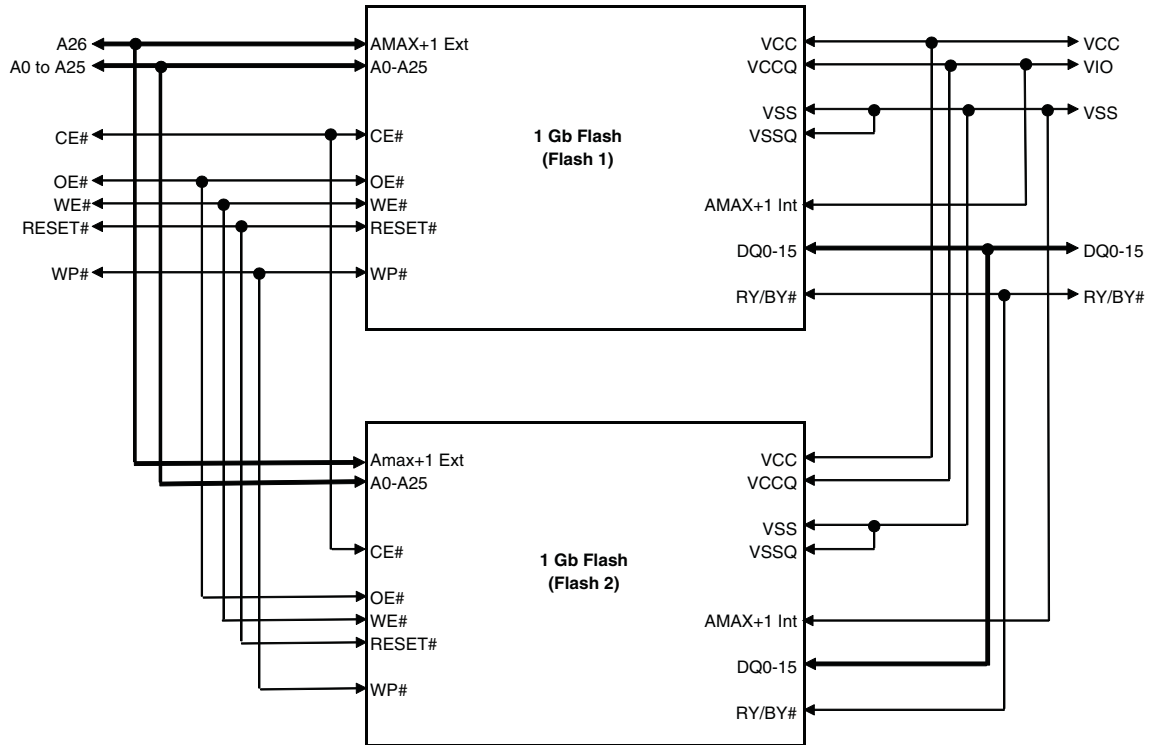 A26
AMAX+1 Ext
VCC
VCC
A0 to A25
A0-A25
VCCQ
VIO
VSS
VSS
CE#
CE#
1 Gb Flash
(Flash 1)
VSSQ
OE#
OE#
WE#
WE#
AMAX+1 Int
RESET#
RESET#
DQ0-15
DQ0-15
WP#
WP#
RY/BY#
RY/BY#
Amax+1 Ext
VCC
A0-A25
VCCQ
VSS
CE#
1 Gb Flash
(Flash 2)
VSSQ
OE#
WE#
AMAX+1 Int
RESET#
DQ0-15
WP#
RY/BY#